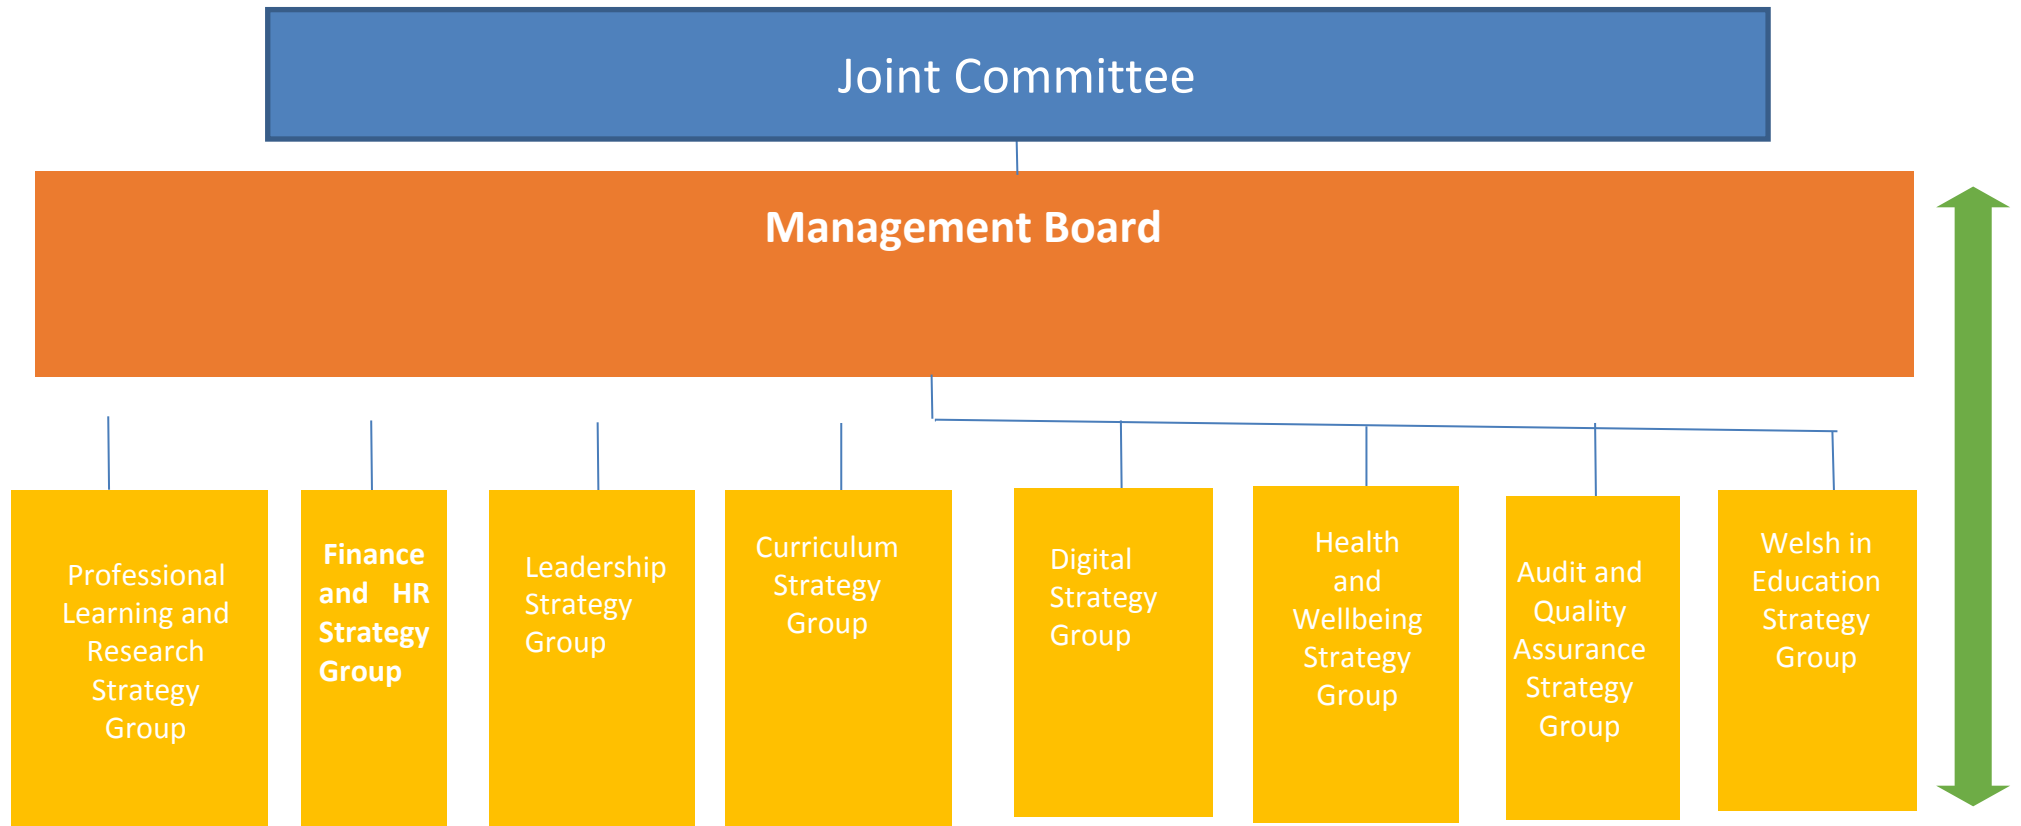 Joint Committee
Management Board
Professional
Learning and
Research
Strategy
Group
Finance
and HR
Strategy
Group
Leadership
Strategy
Group
Curriculum
Strategy
Group
Digital
Strategy
Group
Health
and
Wellbeing
Strategy
Group
Audit and
Quality
Assurance
Strategy
Group
Welsh in
Education
Strategy
Group